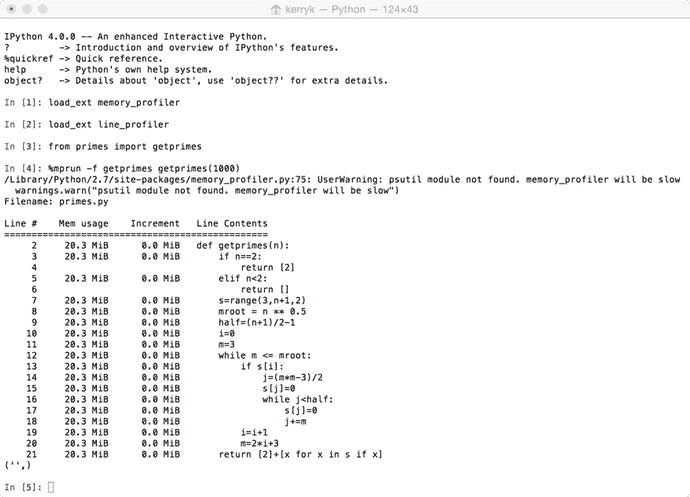 kerryk — Python — 124×43
IPython 4.0.0 -- An enhanced Interactive Python.
?         -> Introduction and overview of IPython's features.
%quickref -> Quick reference.
help      -> Python's own help system.
object?   -> Details about 'object', use 'object??' for extra details.
In [1]: load_ext memory_profiler
In [2]: load_ext line_profiler
In [3]: from primes import getprimes
In [4]: %mprun -f getprimes getprimes(1000)
/Library/Python/2.7/site-packages/memory_profiler.py:75: UserWarning: psutil module not found. memory_profiler will be slow
  warnings.warn("psutil module not found. memory_profiler will be slow")
Filename: primes.py
Line #    Mem usage    Increment   Line Contents
================================================
     2     20.3 MiB      0.0 MiB   def getprimes(n):
     3     20.3 MiB      0.0 MiB       if n==2:
     4                                     return [2]
     5     20.3 MiB      0.0 MiB       elif n<2:
     6                                     return []
     7     20.3 MiB      0.0 MiB       s=range(3,n+1,2)
     8     20.3 MiB      0.0 MiB       mroot = n ** 0.5
     9     20.3 MiB      0.0 MiB       half=(n+1)/2-1
    10     20.3 MiB      0.0 MiB       i=0
    11     20.3 MiB      0.0 MiB       m=3
    12     20.3 MiB      0.0 MiB       while m <= mroot:
    13     20.3 MiB      0.0 MiB           if s[i]:
    14     20.3 MiB      0.0 MiB               j=(m*m-3)/2
    15     20.3 MiB      0.0 MiB               s[j]=0
    16     20.3 MiB      0.0 MiB               while j<half:
    17     20.3 MiB      0.0 MiB                   s[j]=0
    18     20.3 MiB      0.0 MiB                   j+=m
    19     20.3 MiB      0.0 MiB           i=i+1
    20     20.3 MiB      0.0 MiB           m=2*i+3
    21     20.3 MiB      0.0 MiB       return [2]+[x for x in s if x]
('',)
In [5]: